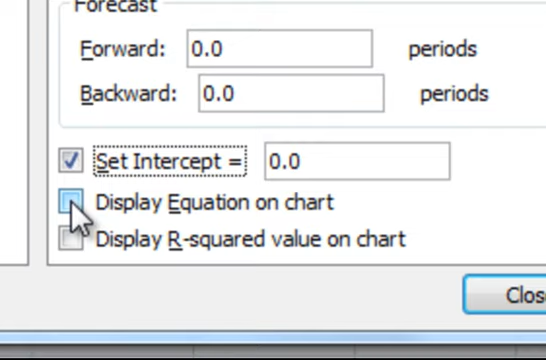 Forecast
Forward: 0.0 periods
Backward: 0.0 periods
Set Intercept = 0.0
Display Equation on chart
Display R-squared value on chart
Clos